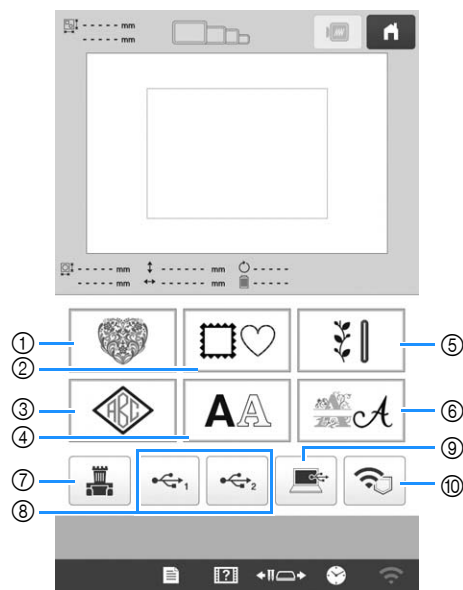 - - - - - mm
- - - - - mm
- - - - - mm - - - - - - mm - - - - -
- - - - - mm - - - - - - mm - - - - -
①
②
⑤
ABC
AA
A
③
④
⑥
⑨
⑦
1
2
⑧
⑩
?